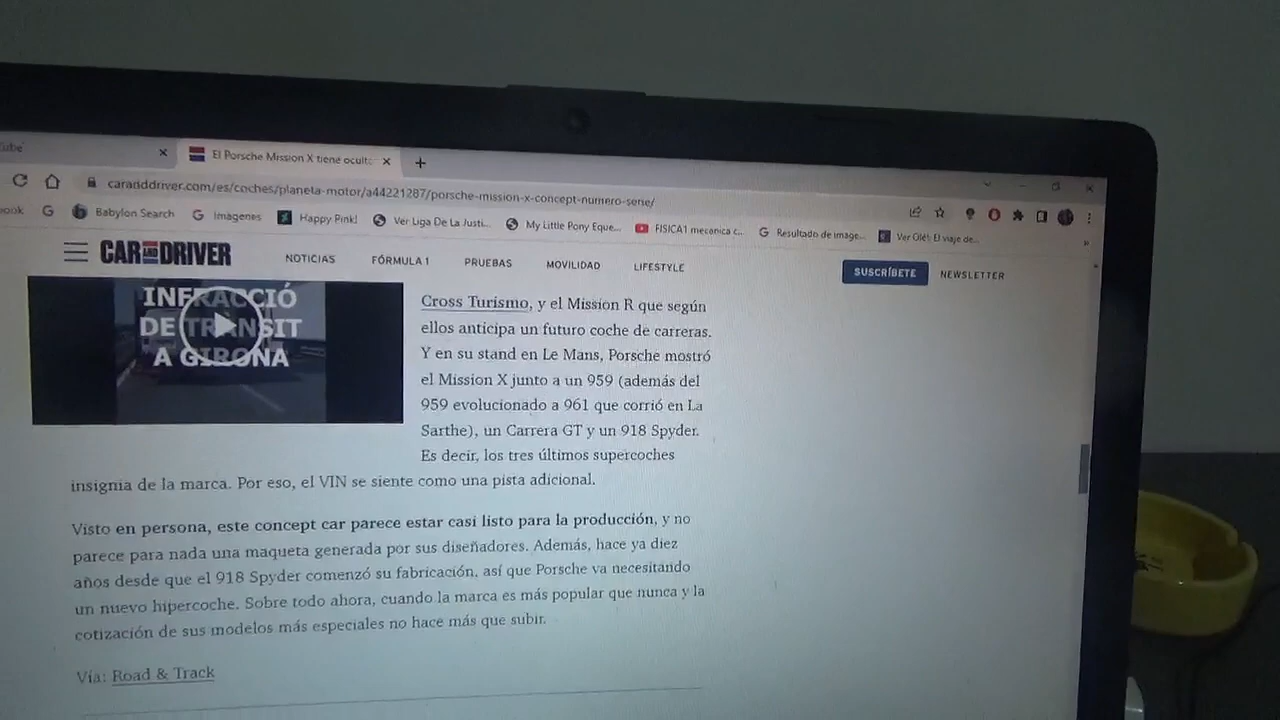 Tube
El Porsche Mission X tiene oculto
caranddriver.com/es/coches/planeta-motor/a44221287/porsche-mission-x-concept-numero-serie/
ook
Babylon Search
Imágenes
Happy Pink!
Ver Liga De La Justi...
My Little Pony Eque...
FISICA1 mecanica c...
Resultado de image...
Ver Olé!: El viaje de...
CAR AND DRIVER
NOTICIAS
FÓRMULA 1
PRUEBAS
MOVILIDAD
LIFESTYLE
SUSCRÍBETE
NEWSLETTER
INFRACCIÓ
DE TRÀNSIT
A GIRONA
Cross Turismo, y el Mission R que según
ellos anticipa un futuro coche de carreras.
Y en su stand en Le Mans, Porsche mostró
el Mission X junto a un 959 (además del
959 evolucionado a 961 que corrió en La
Sarthe), un Carrera GT y un 918 Spyder.
Es decir, los tres últimos supercoches
insignia de la marca. Por eso, el VIN se siente como una pista adicional.
Visto en persona, este concept car parece estar casi listo para la producción, y no
parece para nada una maqueta generada por sus diseñadores. Además, hace ya diez
años desde que el 918 Spyder comenzó su fabricación, así que Porsche va necesitando
un nuevo hipercoche. Sobre todo ahora, cuando la marca es más popular que nunca y la
cotización de sus modelos más especiales no hace más que subir.
Vía: Road & Track